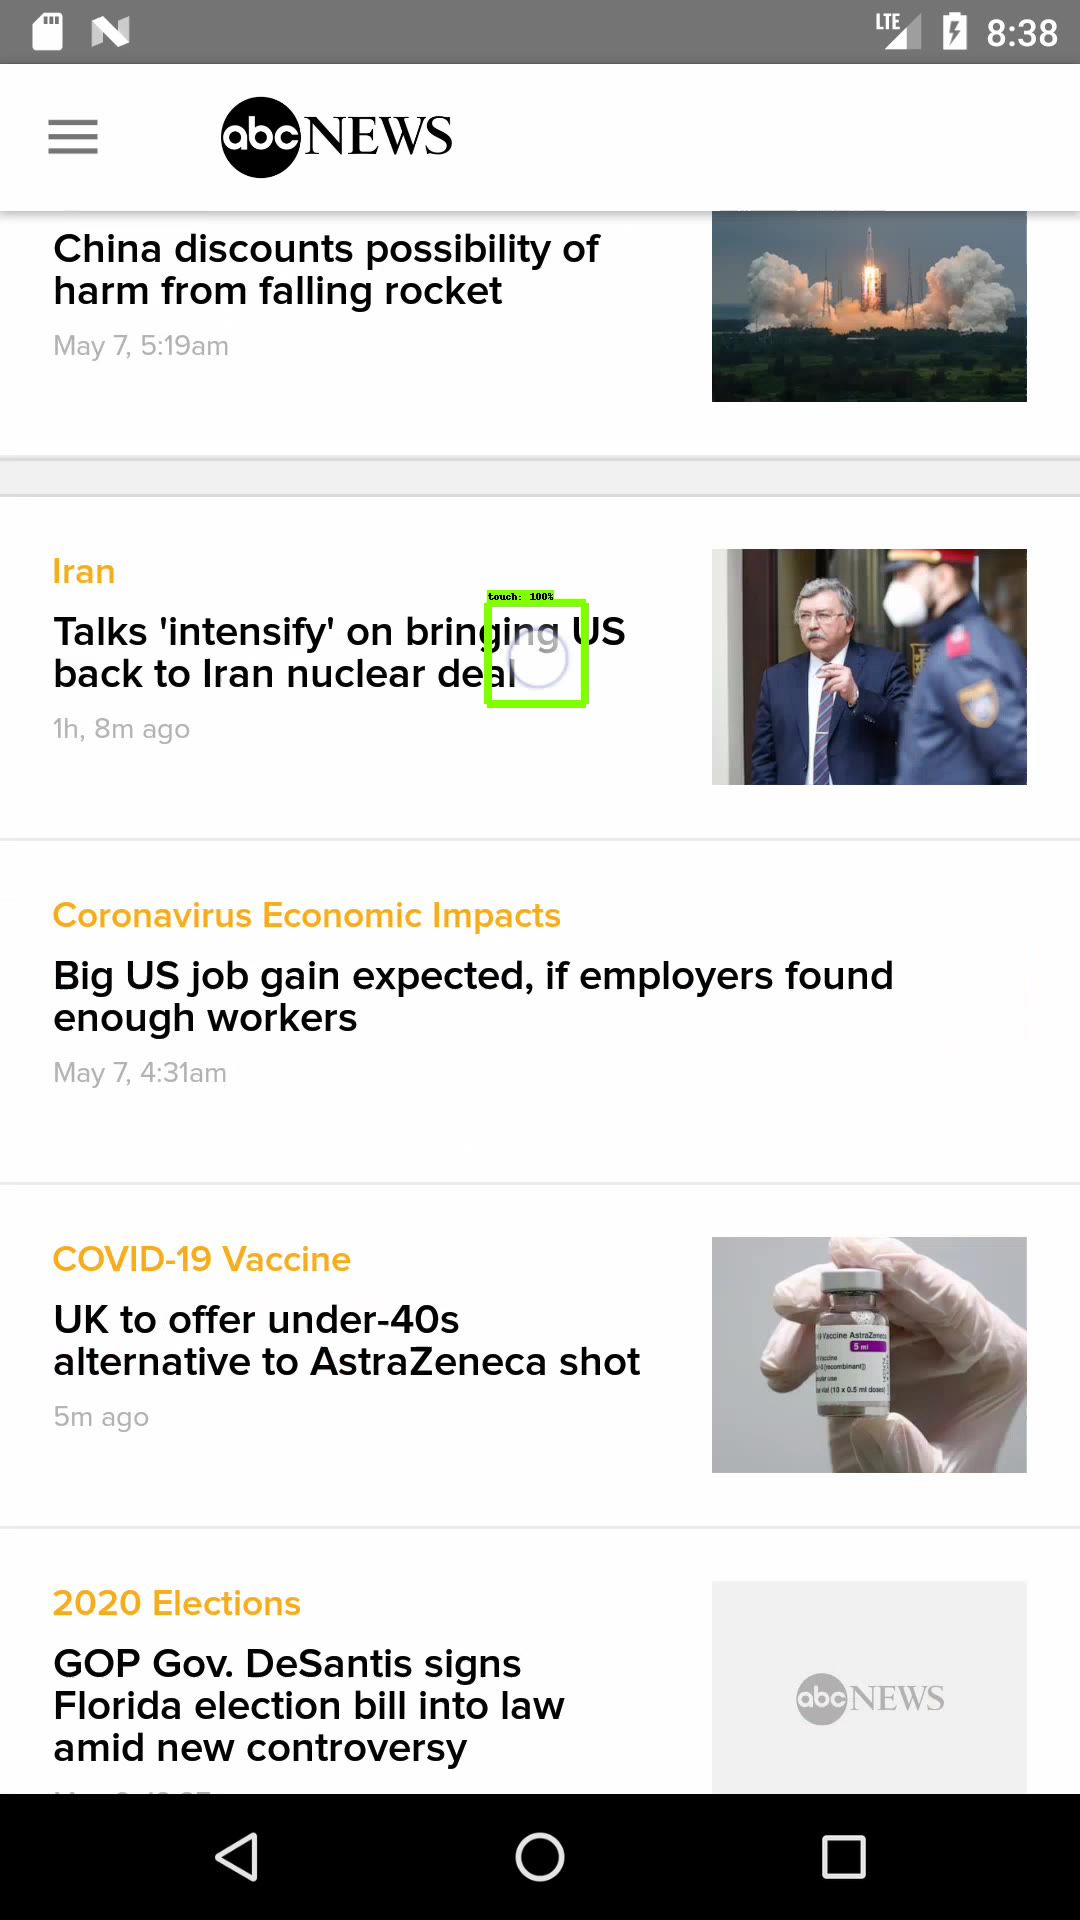 LTE 8:38
abc NEWS
China discounts possibility of
harm from falling rocket
May 7, 5:19am
Iran
touch: 100%
Talks 'intensify' on bringing US
back to Iran nuclear deal
1h, 8m ago
Coronavirus Economic Impacts
Big US job gain expected, if employers found
enough workers
May 7, 4:31am
COVID-19 Vaccine
UK to offer under-40s
alternative to AstraZeneca shot
5m ago
Vaccine AstraZeneca
5 ml
2020 Elections
GOP Gov. DeSantis signs
Florida election bill into law
amid new controversy
abc NEWS